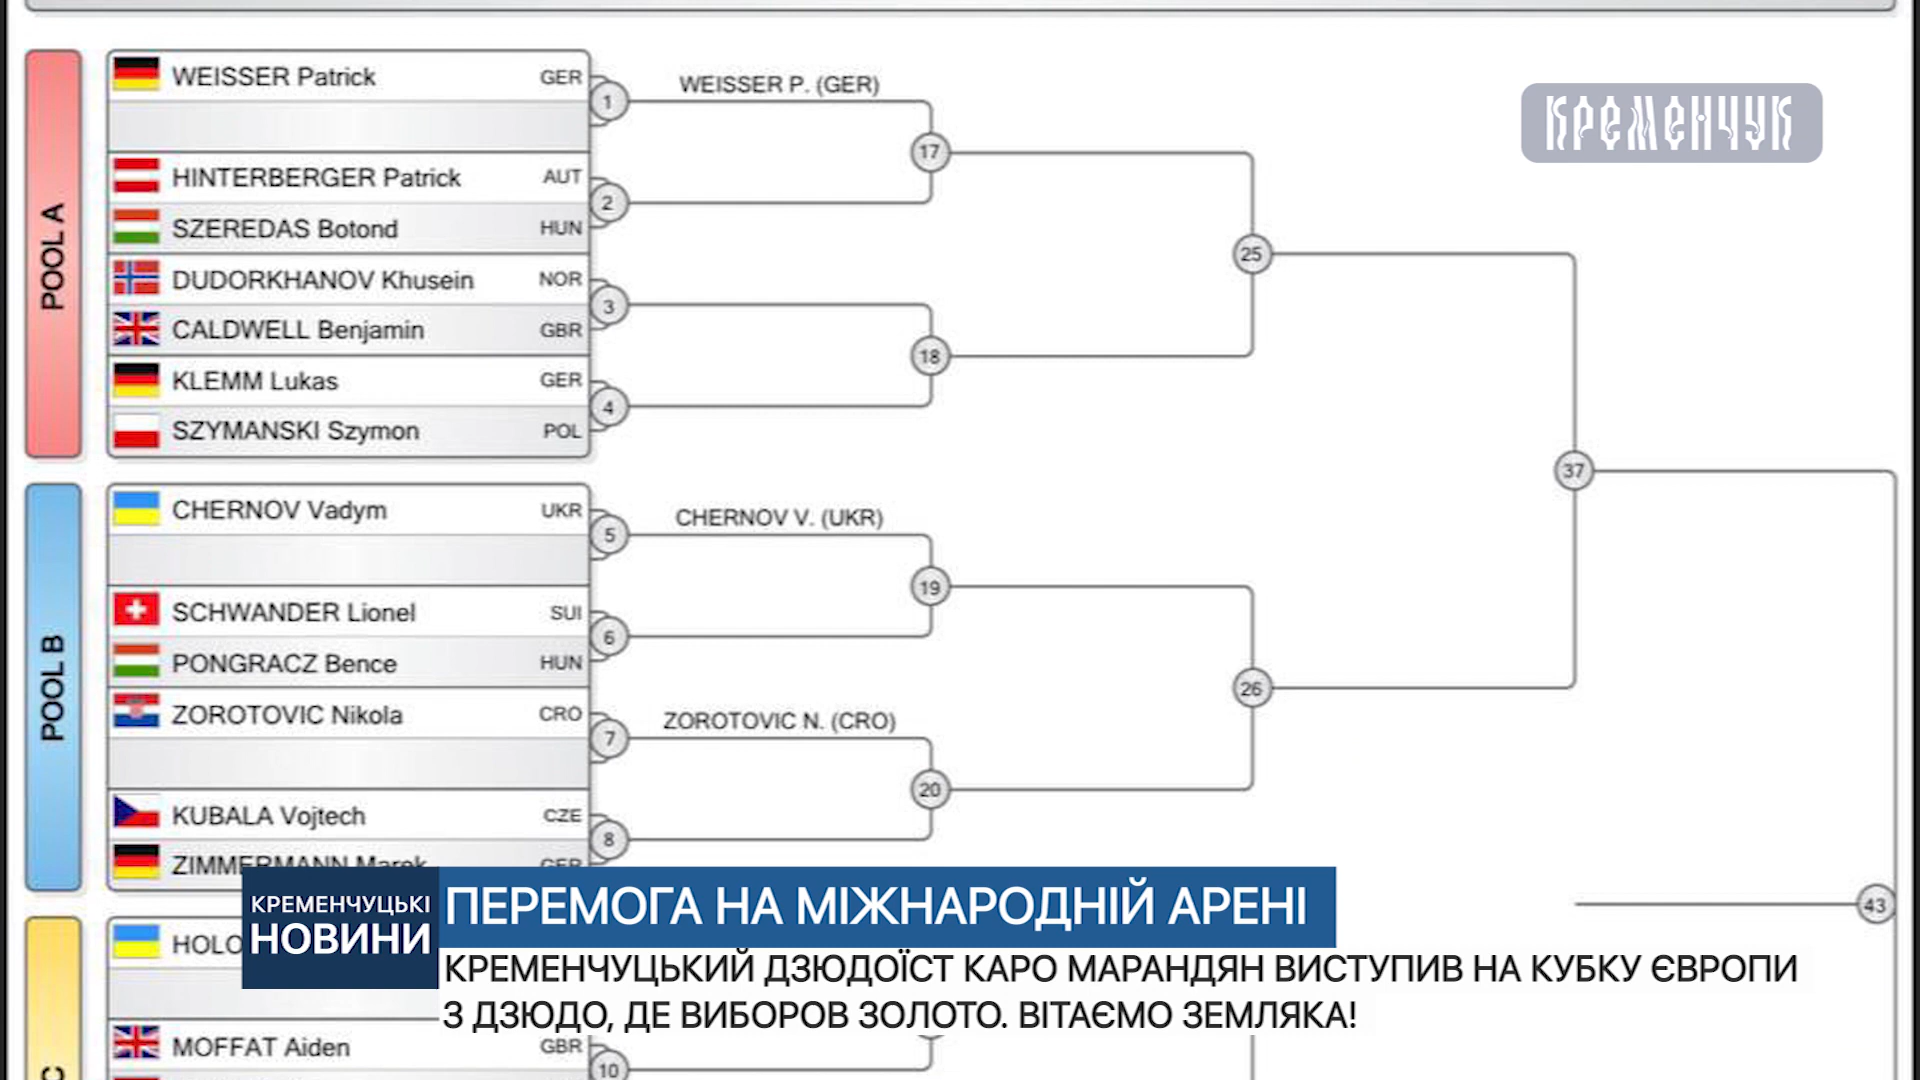 POOL A
WEISSER Patrick GER
HINTERBERGER Patrick AUT
SZEREDAS Botond HUN
DUDORKHANOV Khusein NOR
CALDWELL Benjamin GBR
KLEMM Lukas GER
SZYMANSKI Szymon POL
1
2
3
4
WEISSER P. (GER)
17
18
25
КРЕМЕНЧУК
POOL B
CHERNOV Vadym UKR
SCHWANDER Lionel SUI
PONGRACZ Bence HUN
ZOROTOVIC Nikola CRO
KUBALA Vojtech CZE
ZIMMERMANN Marek GER
5
6
7
8
CHERNOV V. (UKR)
ZOROTOVIC N. (CRO)
19
20
26
37
43
C
HOLO
MOFFAT Aiden GBR
10
КРЕМЕНЧУЦЬКІ
НОВИНИ
ПЕРЕМОГА НА МІЖНАРОДНІЙ АРЕНІ
КРЕМЕНЧУЦЬКИЙ ДЗЮДОЇСТ КАРО МАРАНДЯН ВИСТУПИВ НА КУБКУ ЄВРОПИ
З ДЗЮДО, ДЕ ВИБОРОВ ЗОЛОТО. ВІТАЄМО ЗЕМЛЯКА!